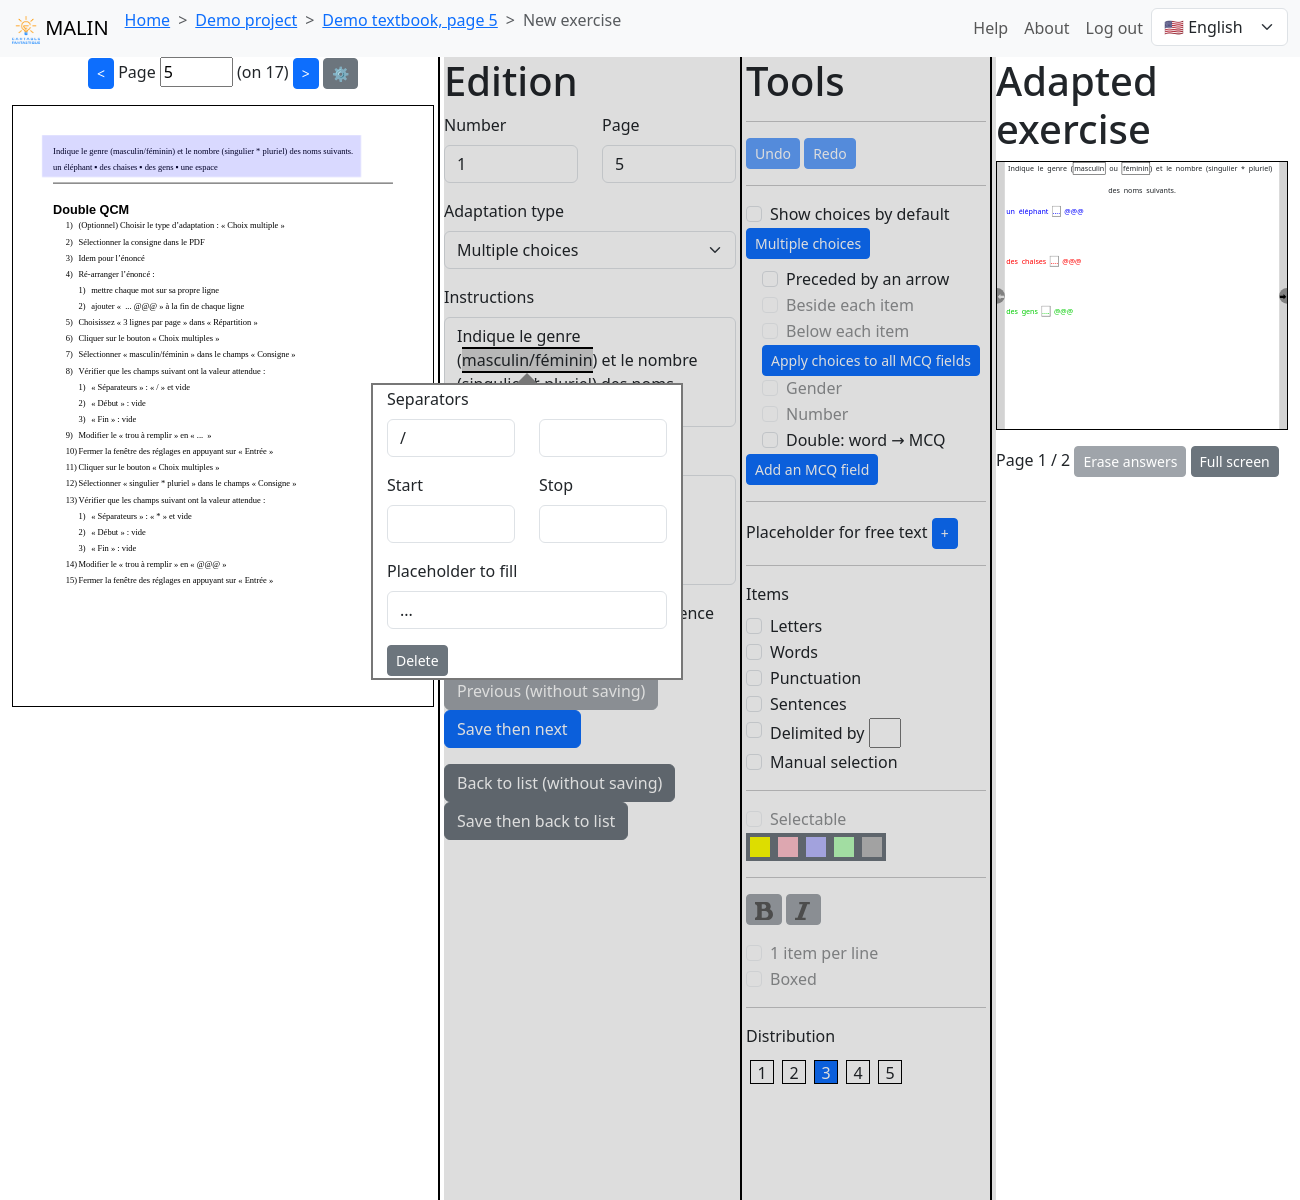 MALIN
Home > Demo project > Demo textbook, page 5 > New exercise
Help About Log out 🇺🇸 English
< Page 5 (on 17) > ⚙️
Indique le genre (masculin/féminin) et le nombre (singulier * pluriel) des noms suivants.
un éléphant • des chaises • des gens • une espace
Double QCM
1) (Optionnel) Choisir le type d’adaptation : « Choix multiple »
2) Sélectionner la consigne dans le PDF
3) Idem pour l’énoncé
4) Ré-arranger l’énoncé :
1) mettre chaque mot sur sa propre ligne
2) ajouter « ... @@@ » à la fin de chaque ligne
5) Choisissez « 3 lignes par page » dans « Répartition »
6) Cliquer sur le bouton « Choix multiples »
7) Sélectionner « masculin/féminin » dans le champs « Consigne »
8) Vérifier que les champs suivant ont la valeur attendue :
1) « Séparateurs » : « / » et vide
2) « Début » : vide
3) « Fin » : vide
9) Modifier le « trou à remplir » en « ... »
10) Fermer la fenêtre des réglages en appuyant sur « Entrée »
11) Cliquer sur le bouton « Choix multiples »
12) Sélectionner « singulier * pluriel » dans le champs « Consigne »
13) Vérifier que les champs suivant ont la valeur attendue :
1) « Séparateurs » : « * » et vide
2) « Début » : vide
3) « Fin » : vide
14) Modifier le « trou à remplir » en « @@@ »
15) Fermer la fenêtre des réglages en appuyant sur « Entrée »
Edition
Number Page
1 5
Adaptation type
Multiple choices
Instructions
Indique le genre
(masculin/féminin) et le nombre
(singulier * pluriel) des noms
Separators
/
Start Stop
Placeholder to fill
...
Delete
ence
Previous (without saving)
Save then next
Back to list (without saving)
Save then back to list
Tools
Undo Redo
Show choices by default
Multiple choices
Preceded by an arrow
Beside each item
Below each item
Apply choices to all MCQ fields
Gender
Number
Double: word → MCQ
Add an MCQ field
Placeholder for free text +
Items
Letters
Words
Punctuation
Sentences
Delimited by
Manual selection
Selectable
B I
1 item per line
Boxed
Distribution
1 2 3 4 5
Adapted
exercise
Indique le genre (masculin ou féminin) et le nombre (singulier * pluriel)
des noms suivants.
un éléphant ... @@@
des chaises ... @@@
des gens ... @@@
Page 1 / 2 Erase answers Full screen